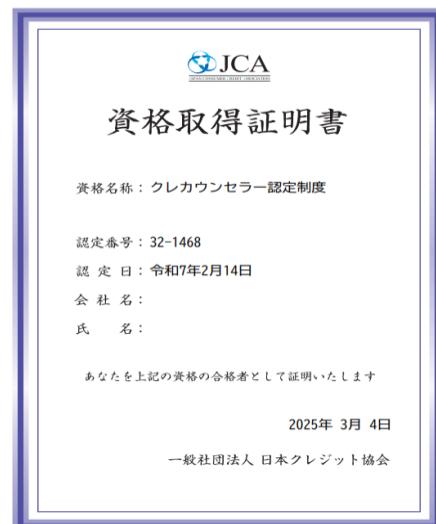 JCA
JAPAN CONSUMER CREDIT ASSOCIATION
資格取得証明書
資格名称：クレカウンセラー認定制度
認定番号：32-1468
認 定 日：令和7年2月14日
会 社 名：
氏　　名：
あなたを上記の資格の合格者として証明いたします
2025年 3月 4日
一般社団法人 日本クレジット協会